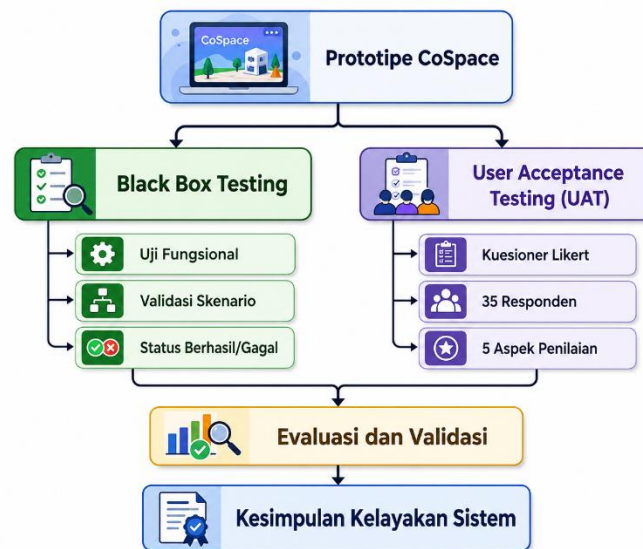 CoSpace
Prototipe CoSpace
Black Box Testing
Uji Fungsional
Validasi Skenario
Status Berhasil/Gagal
User Acceptance
Testing (UAT)
Kuesioner Likert
35 Responden
5 Aspek Penilaian
Evaluasi dan Validasi
Kesimpulan Kelayakan Sistem